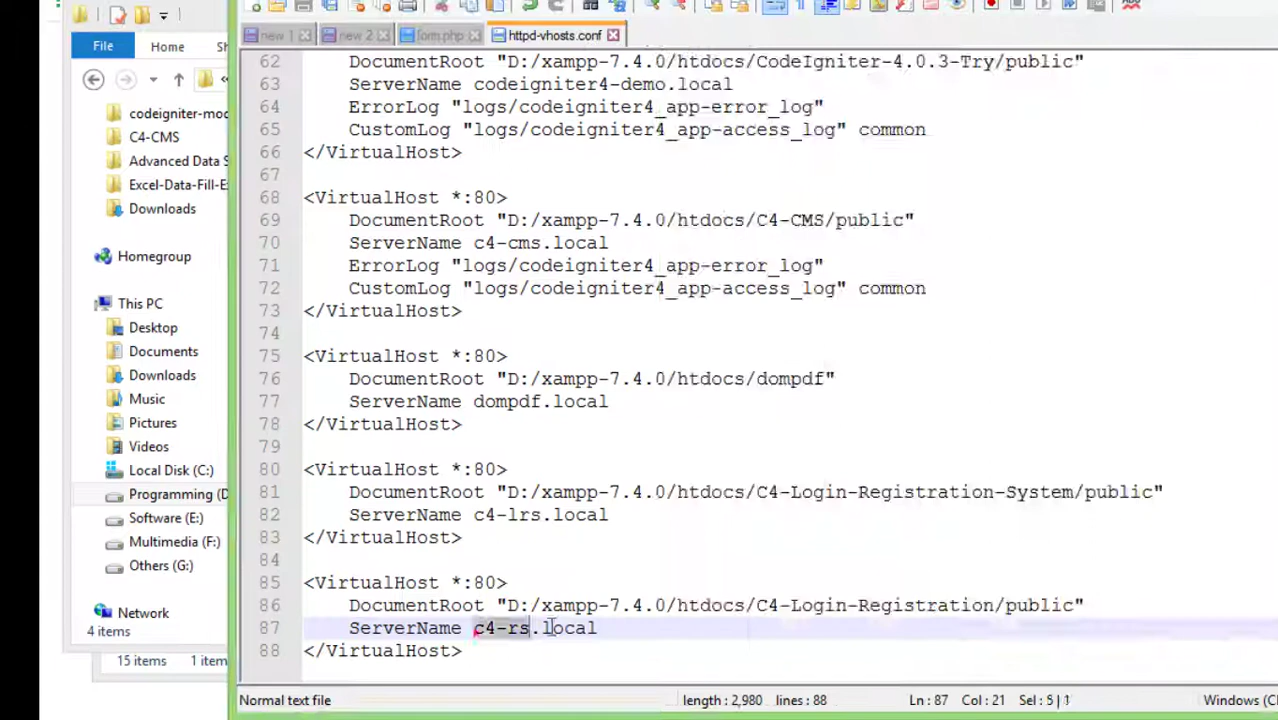 new 1
new 2
form.php
httpd-vhosts.conf
File
Home
codeigniter-mod
C4-CMS
Advanced Data S
Excel-Data-Fill-E
Downloads
Homegroup
This PC
Desktop
Documents
Downloads
Music
Pictures
Videos
Local Disk (C:)
Programming (D
Software (E:)
Multimedia (F:)
Others (G:)
Network
4 items
15 items 1 item
62 DocumentRoot "D:/xampp-7.4.0/htdocs/CodeIgniter-4.0.3-Try/public"
63 ServerName codeigniter4-demo.local
64 ErrorLog "logs/codeigniter4_app-error_log"
65 CustomLog "logs/codeigniter4_app-access_log" common
66 </VirtualHost>
67
68 <VirtualHost *:80>
69 DocumentRoot "D:/xampp-7.4.0/htdocs/C4-CMS/public"
70 ServerName c4-cms.local
71 ErrorLog "logs/codeigniter4_app-error_log"
72 CustomLog "logs/codeigniter4_app-access_log" common
73 </VirtualHost>
74
75 <VirtualHost *:80>
76 DocumentRoot "D:/xampp-7.4.0/htdocs/dompdf"
77 ServerName dompdf.local
78 </VirtualHost>
79
80 <VirtualHost *:80>
81 DocumentRoot "D:/xampp-7.4.0/htdocs/C4-Login-Registration-System/public"
82 ServerName c4-lrs.local
83 </VirtualHost>
84
85 <VirtualHost *:80>
86 DocumentRoot "D:/xampp-7.4.0/htdocs/C4-Login-Registration/public"
87 ServerName c4-rs.local
88 </VirtualHost>
Normal text file
length : 2,980 lines : 88
Ln : 87 Col : 21 Sel : 5 | 1
Windows (C